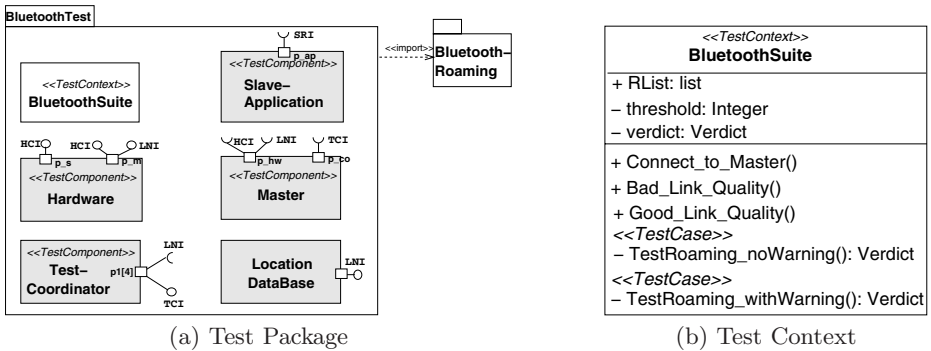 BluetoothTest
SRI
p_ap
<<TestComponent>>
Slave-
Application
<<import>>
Bluetooth-
Roaming
<<TestContext>>
BluetoothSuite
HCI
p_s
HCI
LNI
p_m
<<TestComponent>>
Hardware
HCI
LNI
TCI
p_hw
p_co
<<TestComponent>>
Master
<<TestComponent>>
Test-
Coordinator
p1[4]
LNI
TCI
Location
DataBase
LNI
(a) Test Package
<<TestContext>>
BluetoothSuite
+ RList: list
– threshold: Integer
– verdict: Verdict
+ Connect_to_Master()
+ Bad_Link_Quality()
+ Good_Link_Quality()
<<TestCase>>
– TestRoaming_noWarning(): Verdict
<<TestCase>>
– TestRoaming_withWarning(): Verdict
(b) Test Context